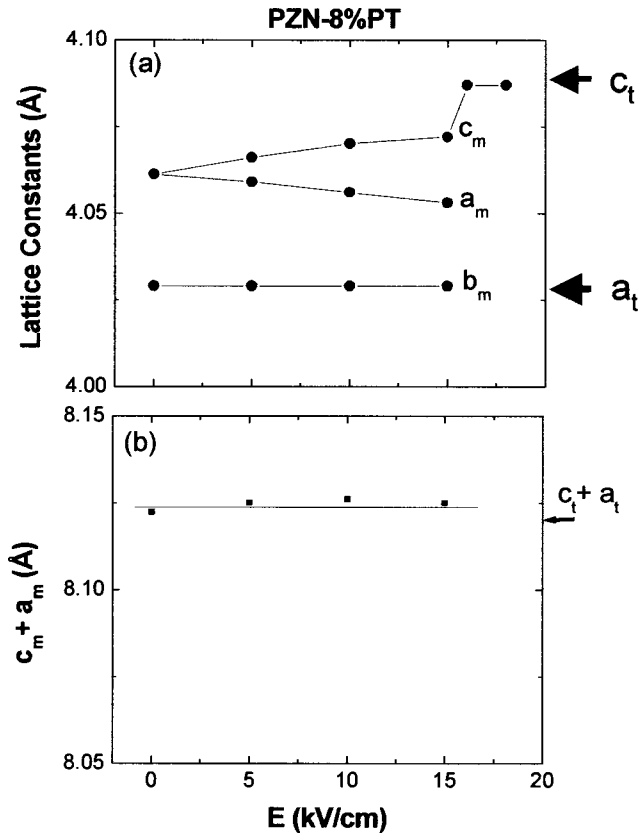 PZN-8%PT
(a)
4.10
4.05
4.00
Lattice Constants (Å)
c_m
a_m
b_m
c_t
a_t
(b)
8.15
8.10
8.05
c_m + a_m (Å)
c_t + a_t
0 5 10 15 20
E (kV/cm)